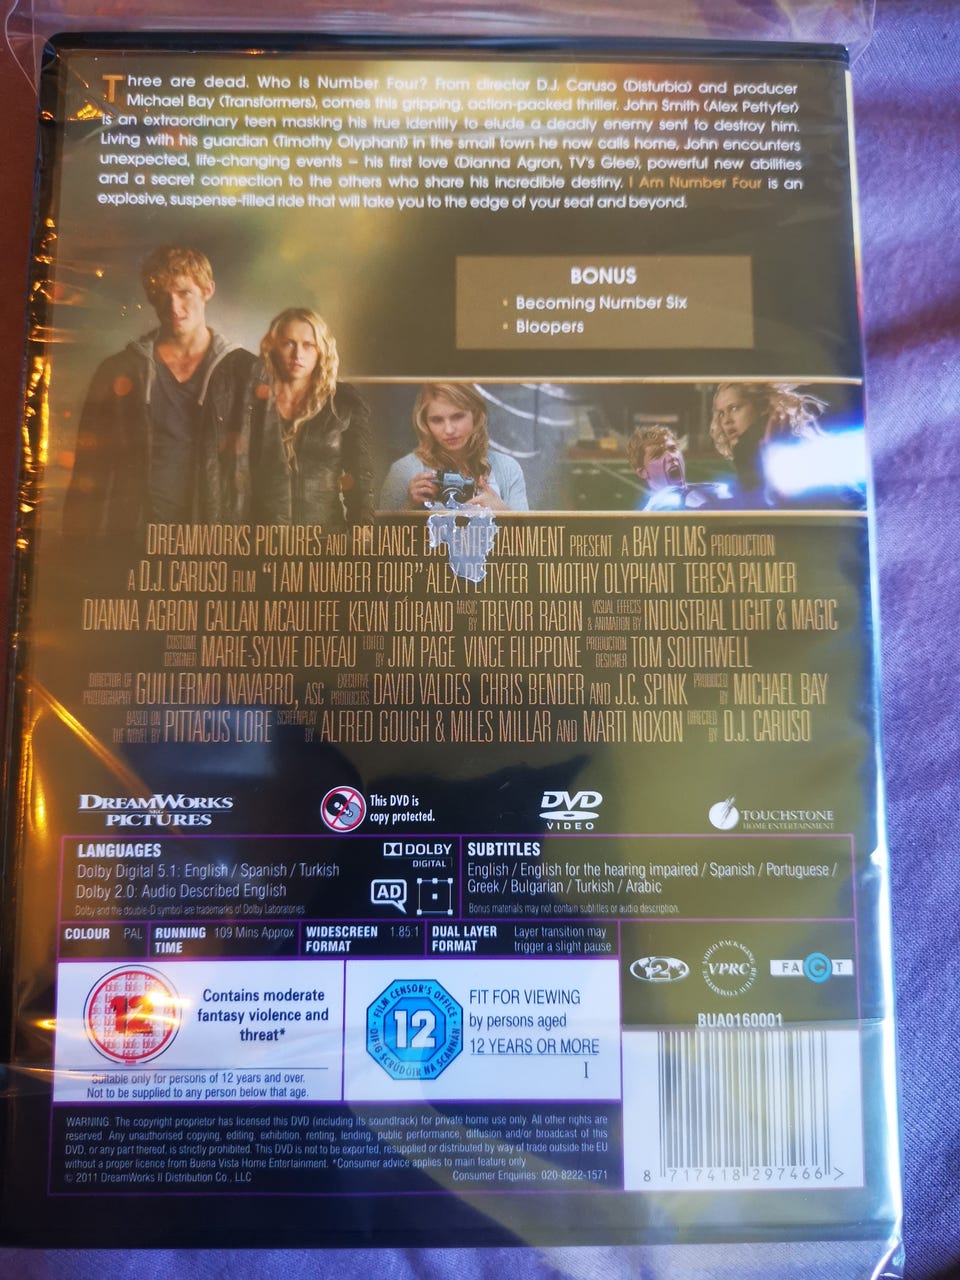 Three are dead. Who is Number Four? From director D.J. Caruso (Disturbia) and producer
Michael Bay (Transformers), comes this gripping, action-packed thriller. John Smith (Alex Pettyfer)
is an extraordinary teen masking his true identity to elude a deadly enemy sent to destroy him.
Living with his guardian (Timothy Olyphant) in the small town he now calls home, John encounters
unexpected, life-changing events – his first love (Dianna Agron, TV's Glee), powerful new abilities
and a secret connection to the others who share his incredible destiny. I Am Number Four is an
explosive, suspense-filled ride that will take you to the edge of your seat and beyond.
BONUS
• Becoming Number Six
• Bloopers
DREAMWORKS PICTURES AND RELIANCE BIG ENTERTAINMENT PRESENT A BAY FILMS PRODUCTION
A D.J. CARUSO FILM "I AM NUMBER FOUR" ALEX PETTYFER TIMOTHY OLYPHANT TERESA PALMER
DIANNA AGRON CALLAN MCAULIFFE KEVIN DURAND MUSIC BY TREVOR RABIN VISUAL EFFECTS & ANIMATION BY INDUSTRIAL LIGHT & MAGIC
COSTUME DESIGNER MARIE-SYLVIE DEVEAU EDITED BY JIM PAGE VINCE FILIPPONE PRODUCTION DESIGNER TOM SOUTHWELL
DIRECTOR OF PHOTOGRAPHY GUILLERMO NAVARRO, ASC EXECUTIVE PRODUCERS DAVID VALDES CHRIS BENDER AND J.C. SPINK PRODUCED BY MICHAEL BAY
BASED ON THE NOVEL BY PITTACUS LORE SCREENPLAY BY ALFRED GOUGH & MILES MILLAR AND MARTI NOXON DIRECTED BY D.J. CARUSO
DREAMWORKS
SKG
PICTURES
This DVD is
copy protected.
DVD
VIDEO
TOUCHSTONE
HOME ENTERTAINMENT
LANGUAGES
Dolby Digital 5.1: English / Spanish / Turkish
Dolby 2.0: Audio Described English
Dolby and the double-D symbol are trademarks of Dolby Laboratories.
DOLBY
DIGITAL
AD
SUBTITLES
English / English for the hearing impaired / Spanish / Portuguese /
Greek / Bulgarian / Turkish / Arabic
Bonus materials may not contain subtitles or audio description.
COLOUR PAL
RUNNING TIME 109 Mins Approx
WIDESCREEN FORMAT 1.85:1
DUAL LAYER FORMAT Layer transition may
trigger a slight pause
12
Contains moderate
fantasy violence and
threat*
Suitable only for persons of 12 years and over.
Not to be supplied to any person below that age.
FILM CENSOR'S OFFICE
12
OIFIG SCRÚDÓIR NA SCANNÁN
FIT FOR VIEWING
by persons aged
12 YEARS OR MORE
I
2
VPRC
FACT
BUA0160001
WARNING: The copyright proprietor has licensed this DVD (including its soundtrack) for private home use only. All other rights are
reserved. Any unauthorised copying, editing, exhibition, renting, lending, public performance, diffusion and/or broadcast of this
DVD, or any part thereof, is strictly prohibited. This DVD is not to be exported, resupplied or distributed by way of trade outside the EU
without a proper licence from Buena Vista Home Entertainment. *Consumer advice applies to main feature only
© 2011 DreamWorks II Distribution Co., LLC
Consumer Enquiries: 020-8222-1571
8 717418 297466 >